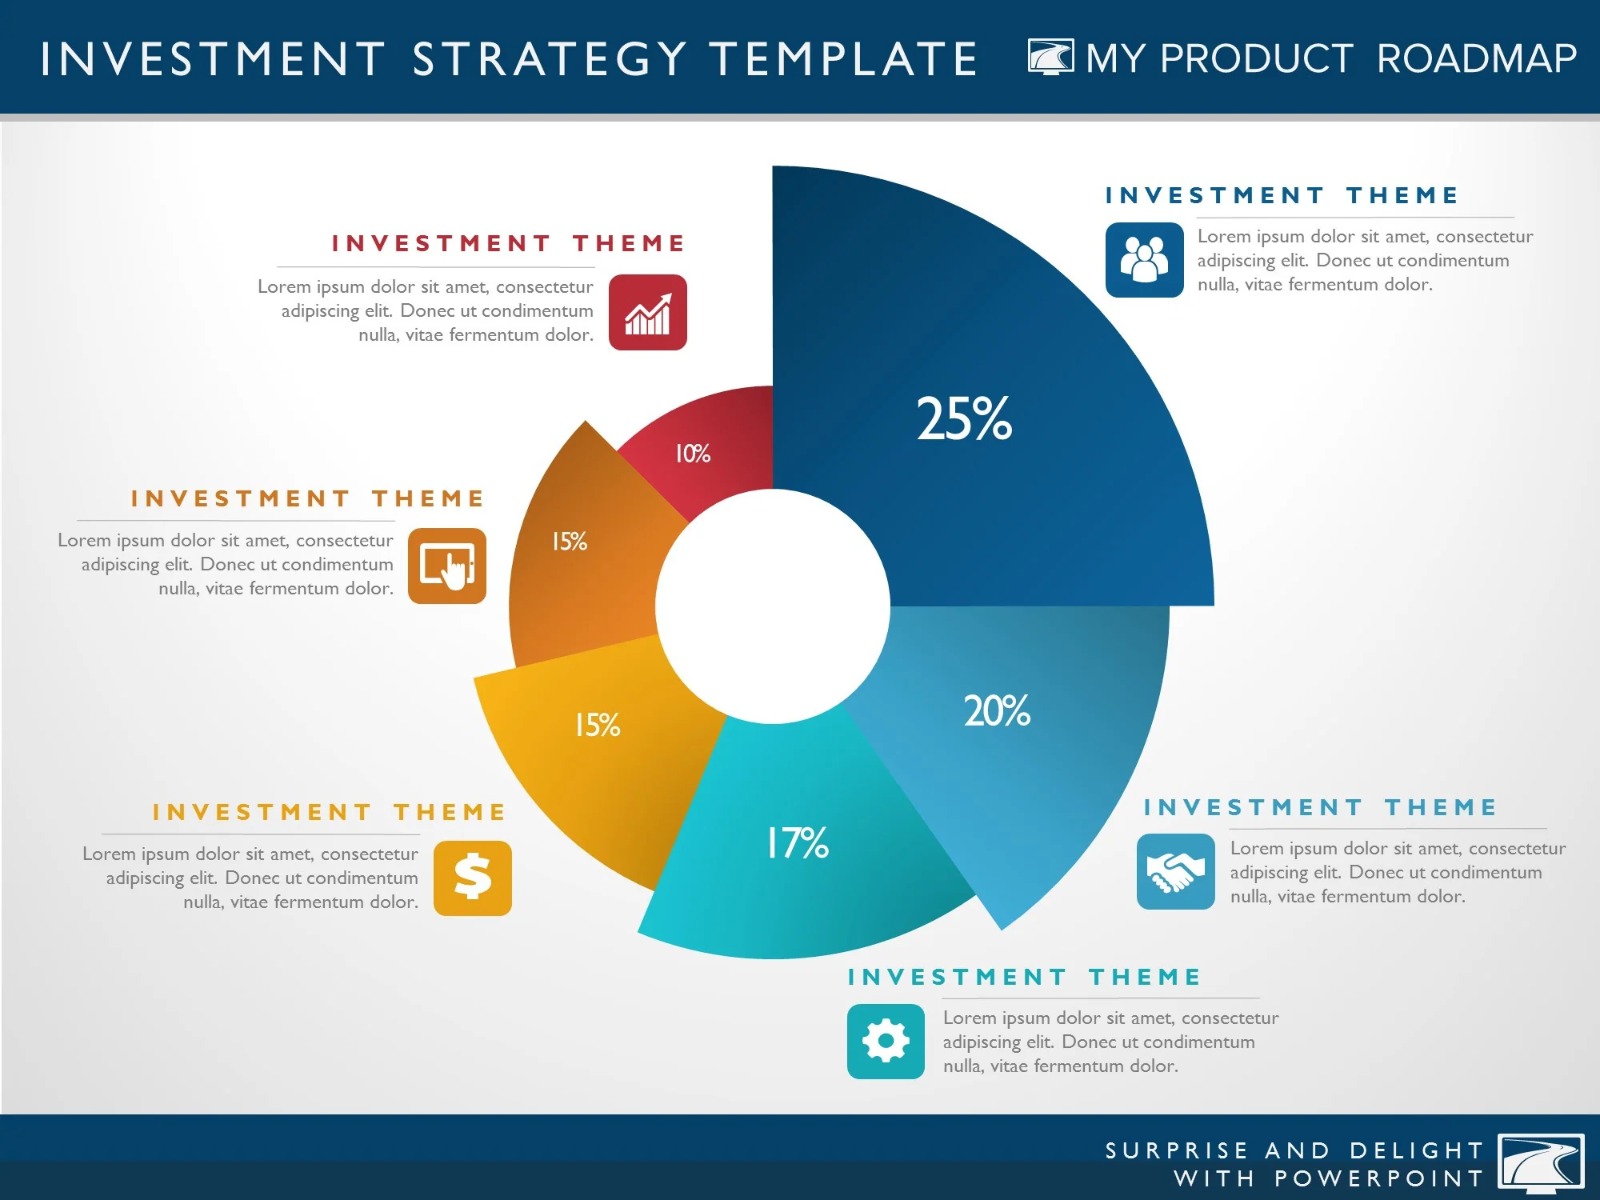 INVESTMENT STRATEGY TEMPLATE
MY PRODUCT ROADMAP
INVESTMENT THEME
Lorem ipsum dolor sit amet, consectetur
adipiscing elit. Donec ut condimentum
nulla, vitae fermentum dolor.
INVESTMENT THEME
Lorem ipsum dolor sit amet, consectetur
adipiscing elit. Donec ut condimentum
nulla, vitae fermentum dolor.
25%
10%
15%
INVESTMENT THEME
Lorem ipsum dolor sit amet, consectetur
adipiscing elit. Donec ut condimentum
nulla, vitae fermentum dolor.
20%
15%
17%
INVESTMENT THEME
Lorem ipsum dolor sit amet, consectetur
adipiscing elit. Donec ut condimentum
nulla, vitae fermentum dolor.
$
INVESTMENT THEME
Lorem ipsum dolor sit amet, consectetur
adipiscing elit. Donec ut condimentum
nulla, vitae fermentum dolor.
INVESTMENT THEME
Lorem ipsum dolor sit amet, consectetur
adipiscing elit. Donec ut condimentum
nulla, vitae fermentum dolor.
SURPRISE AND DELIGHT
WITH POWERPOINT